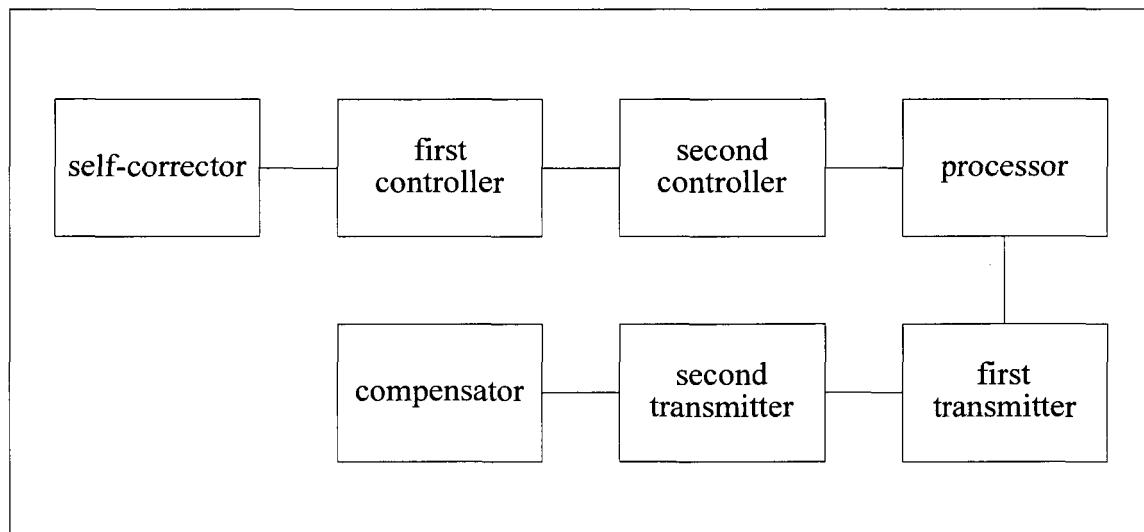 self-corrector
first
controller
second
controller
processor
compensator
second
transmitter
first
transmitter